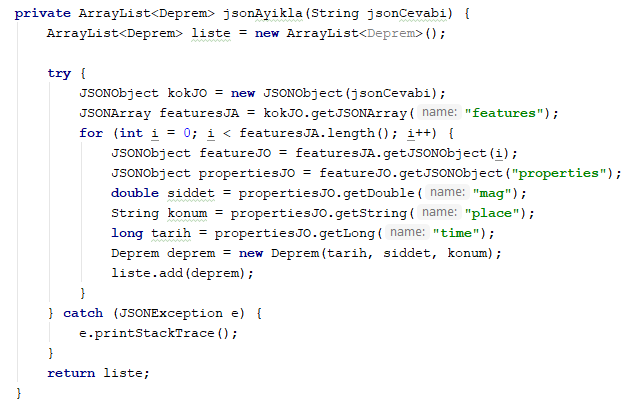 private ArrayList<Deprem> jsonAyikla(String jsonCevabi) {
    ArrayList<Deprem> liste = new ArrayList<Deprem>();

    try {
        JSONObject kokJO = new JSONObject(jsonCevabi);
        JSONArray featuresJA = kokJO.getJSONArray( name: "features");
        for (int i = 0; i < featuresJA.length(); i++) {
            JSONObject featureJO = featuresJA.getJSONObject(i);
            JSONObject propertiesJO = featureJO.getJSONObject("properties");
            double siddet = propertiesJO.getDouble( name: "mag");
            String konum = propertiesJO.getString( name: "place");
            long tarih = propertiesJO.getLong( name: "time");
            Deprem deprem = new Deprem(tarih, siddet, konum);
            liste.add(deprem);
        }
    } catch (JSONException e) {
        e.printStackTrace();
    }
    return liste;
}